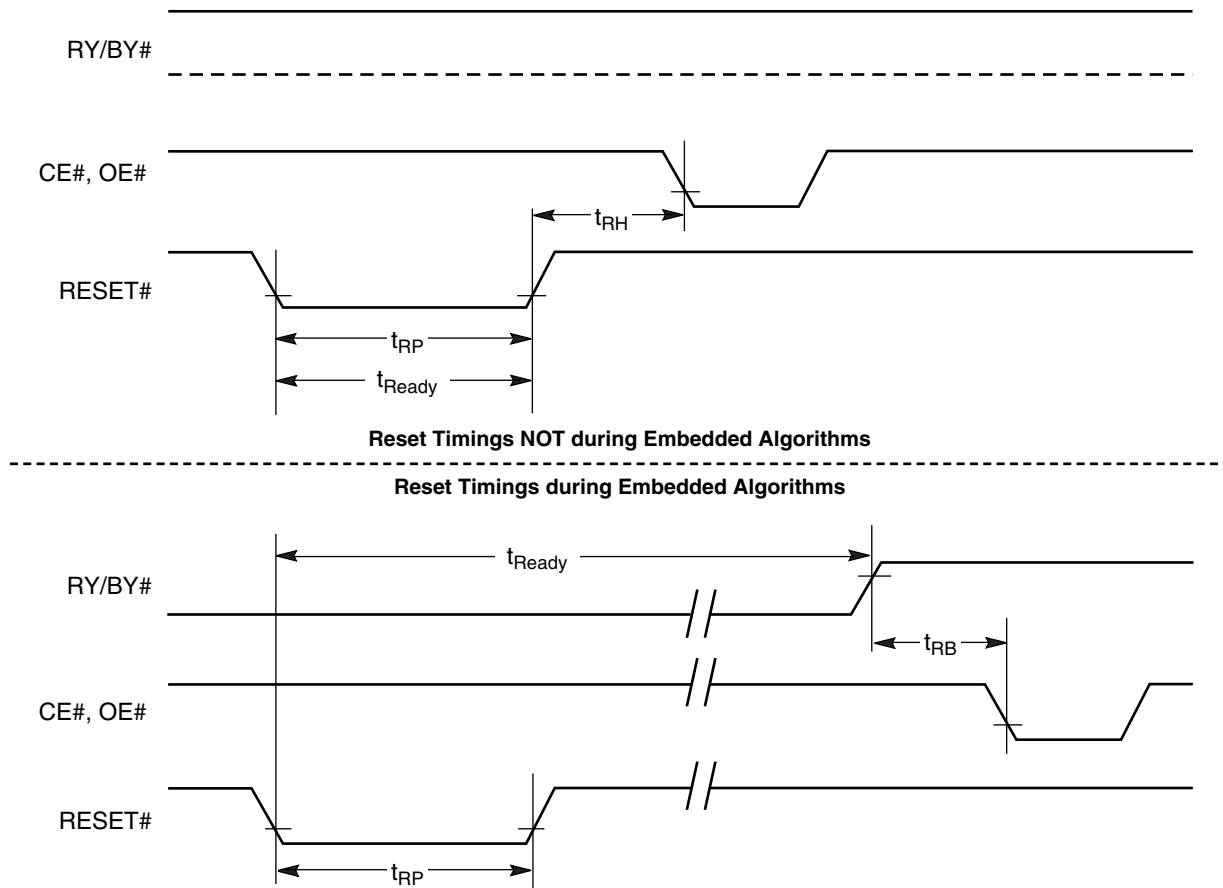 RY/BY#
CE#, OE#
tRH
RESET#
tRP
tReady
Reset Timings NOT during Embedded Algorithms
Reset Timings during Embedded Algorithms
tReady
RY/BY#
tRB
CE#, OE#
RESET#
tRP